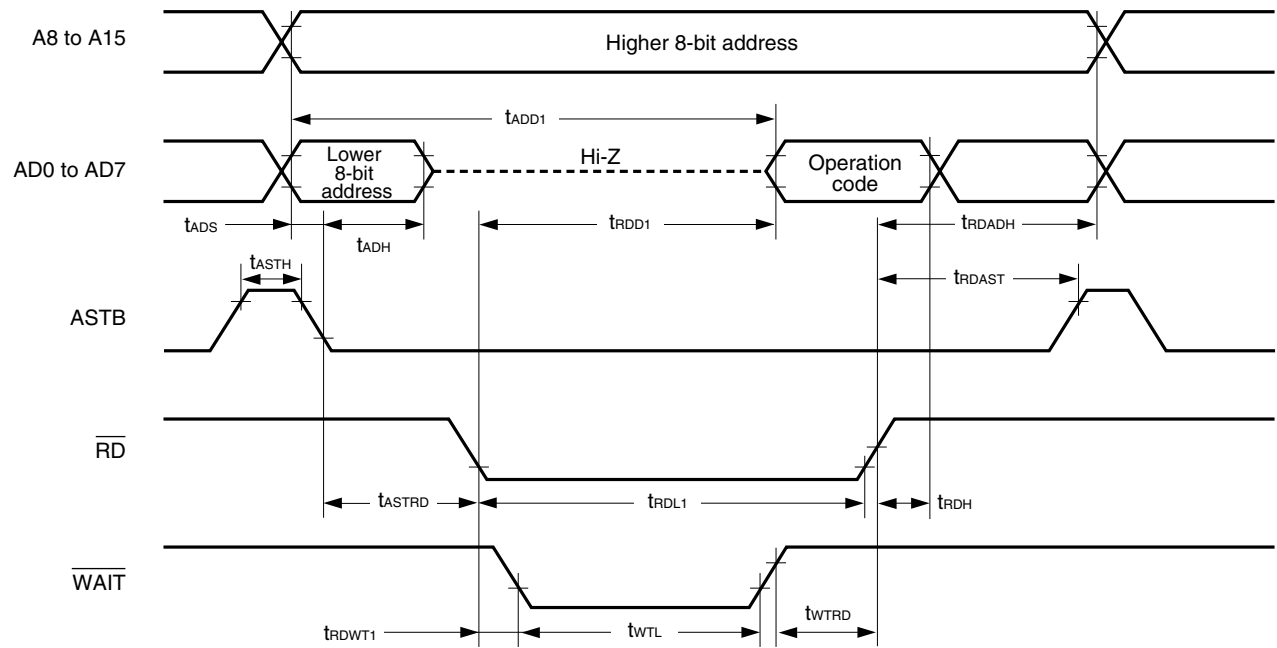 A8 to A15
Higher 8-bit address
tADD1
AD0 to AD7
Lower
8-bit
address
Hi-Z
Operation
code
tADS
tADH
tRDD1
tRDADH
tASTH
tRDAST
ASTB
RD
tASTRD
tRDL1
tRDH
WAIT
tRDWT1
tWTL
tWTRD